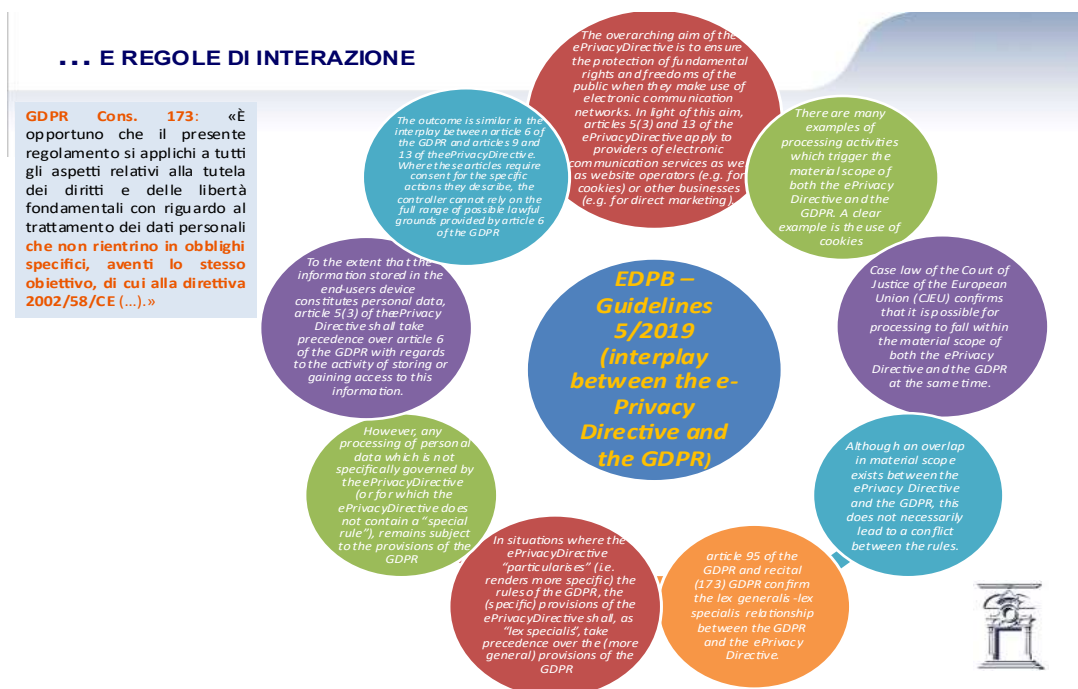 ... E REGOLE DI INTERAZIONE
GDPR Cons. 173: «È
opportuno che il presente
regolamento si applichi a tutti
gli aspetti relativi alla tutela
dei diritti e delle libertà
fondamentali con riguardo al
trattamento dei dati personali
che non rientrino in obblighi
specifici, aventi lo stesso
obiettivo, di cui alla direttiva
2002/58/CE (...).»
EDPB –
Guidelines
5/2019
(interplay
between the e-
Privacy
Directive and
the GDPR)
The overarching aim of the
ePrivacyDirective is to ensure
the protection of fundamental
rights and freedoms of the
public when they make use of
electronic communication
networks. In light of this aim,
articles 5(3) and 13 of the
ePrivacyDirective apply to
providers of electronic
communication services as well
as website operators (e.g. for
cookies) or other businesses
(e.g. for direct marketing).
There are many
examples of
processing activities
which trigger the
material scope of
both the ePrivacy
Directive and the
GDPR. A clear
example is the use of
cookies
Case law of the Court of
Justice of the European
Union (CJEU) confirms
that it is possible for
processing to fall within
the material scope of
both the ePrivacy
Directive and the GDPR
at the same time.
Although an overlap
in material scope
exists between the
ePrivacy Directive
and the GDPR, this
does not necessarily
lead to a conflict
between the rules.
article 95 of the
GDPR and recital
(173) GDPR confirm
the lex generalis -lex
specialis relationship
between the GDPR
and the ePrivacy
Directive.
In situations where the
ePrivacyDirective
"particularises" (i.e.
renders more specific) the
rules of the GDPR, the
(specific) provisions of the
ePrivacyDirective shall, as
"lex specialis", take
precedence over the (more
general) provisions of the
GDPR
However, any
processing of personal
data which is not
specifically governed by
the ePrivacyDirective
(or for which the
ePrivacyDirective does
not contain a "special
rule"), remains subject
to the provisions of the
GDPR
To the extent that the
information stored in the
end-users device
constitutes personal data,
article 5(3) of theePrivacy
Directive shall take
precedence over article 6
of the GDPR with regards
to the activity of storing or
gaining access to this
information.
The outcome is similar in the
interplay between article 6 of
the GDPR and articles 9 and
13 of theePrivacyDirective.
Where these articles require
consent for the specific
actions they describe, the
controller cannot rely on the
full range of possible lawful
grounds provided by article 6
of the GDPR